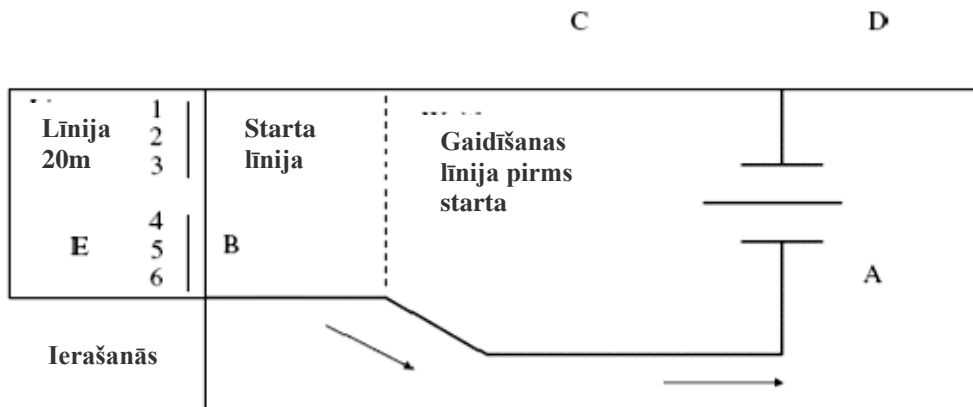 C
D
1
2
3
Līnija
20m
Starta
līnija
Gaidīšanas
līnija pirms
starta
4
5
6
E
B
A
Ierašanās